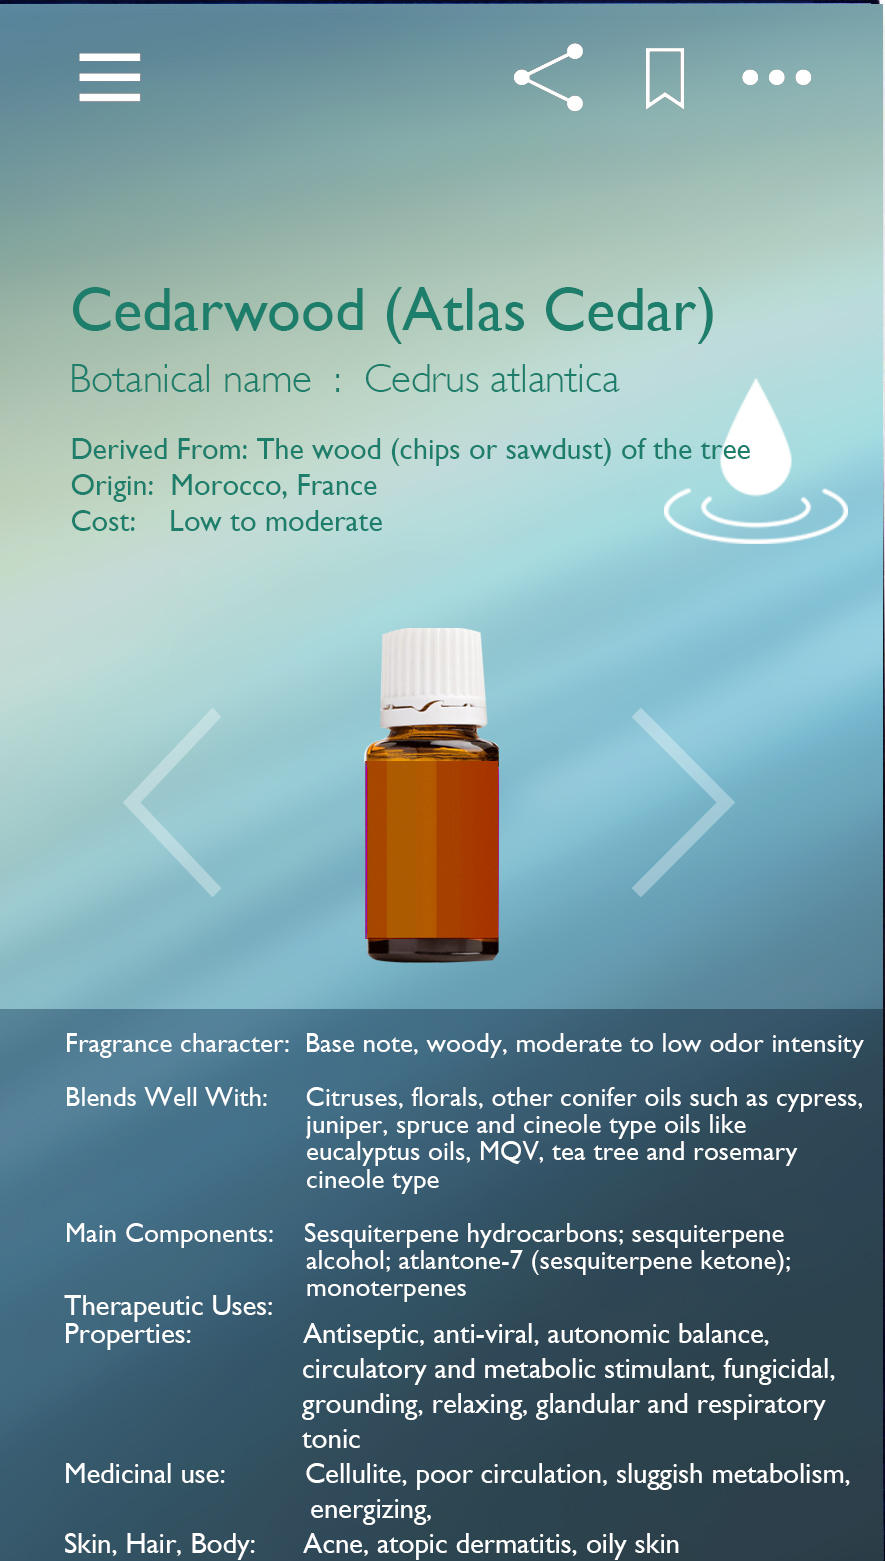 Cedarwood (Atlas Cedar)
Botanical name : Cedrus atlantica
Derived From: The wood (chips or sawdust) of the tree
Origin: Morocco, France
Cost: Low to moderate
Fragrance character: Base note, woody, moderate to low odor intensity
Blends Well With: Citruses, florals, other conifer oils such as cypress,
juniper, spruce and cineole type oils like
eucalyptus oils, MQV, tea tree and rosemary
cineole type
Main Components: Sesquiterpene hydrocarbons; sesquiterpene
alcohol; atlantone-7 (sesquiterpene ketone);
monoterpenes
Therapeutic Uses:
Properties: Antiseptic, anti-viral, autonomic balance,
circulatory and metabolic stimulant, fungicidal,
grounding, relaxing, glandular and respiratory
tonic
Medicinal use: Cellulite, poor circulation, sluggish metabolism,
energizing,
Skin, Hair, Body: Acne, atopic dermatitis, oily skin